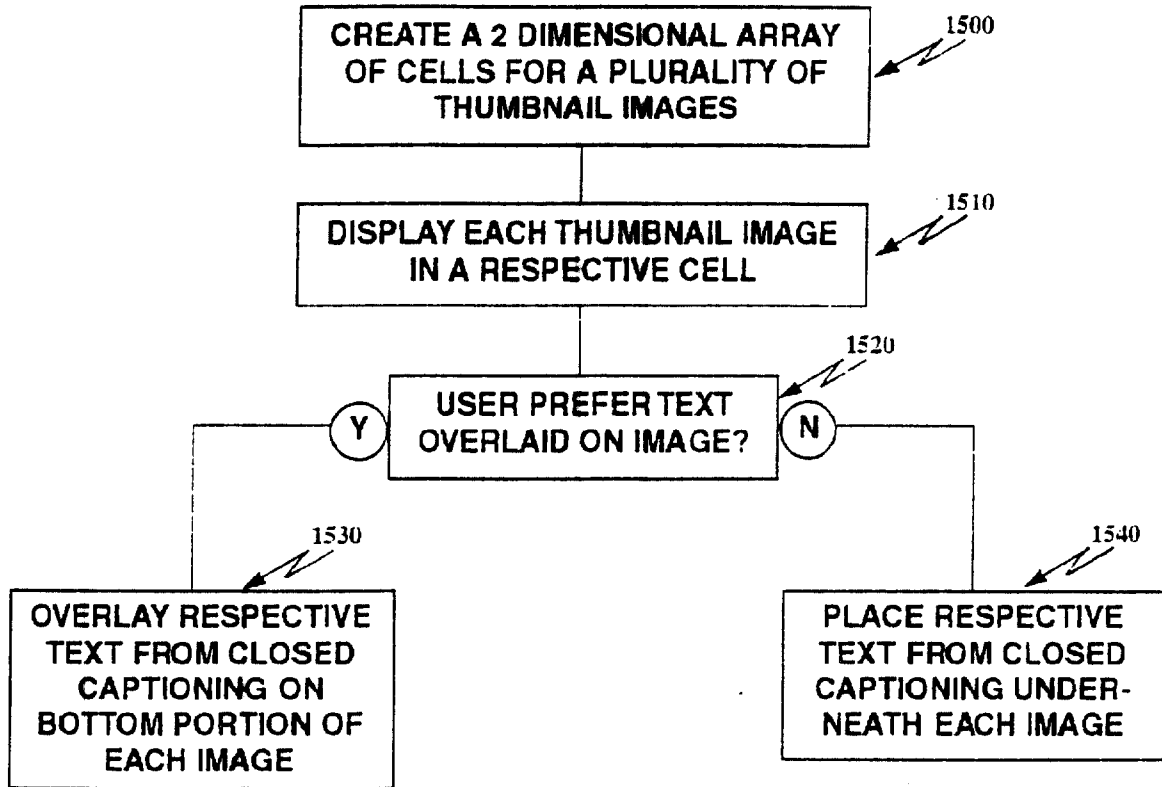 CREATE A 2 DIMENSIONAL ARRAY
OF CELLS FOR A PLURALITY OF
THUMBNAIL IMAGES
1500
DISPLAY EACH THUMBNAIL IMAGE
IN A RESPECTIVE CELL
1510
USER PREFER TEXT
OVERLAID ON IMAGE?
1520
Y
N
1530
OVERLAY RESPECTIVE
TEXT FROM CLOSED
CAPTIONING ON
BOTTOM PORTION OF
EACH IMAGE
1540
PLACE RESPECTIVE
TEXT FROM CLOSED
CAPTIONING UNDER-
NEATH EACH IMAGE